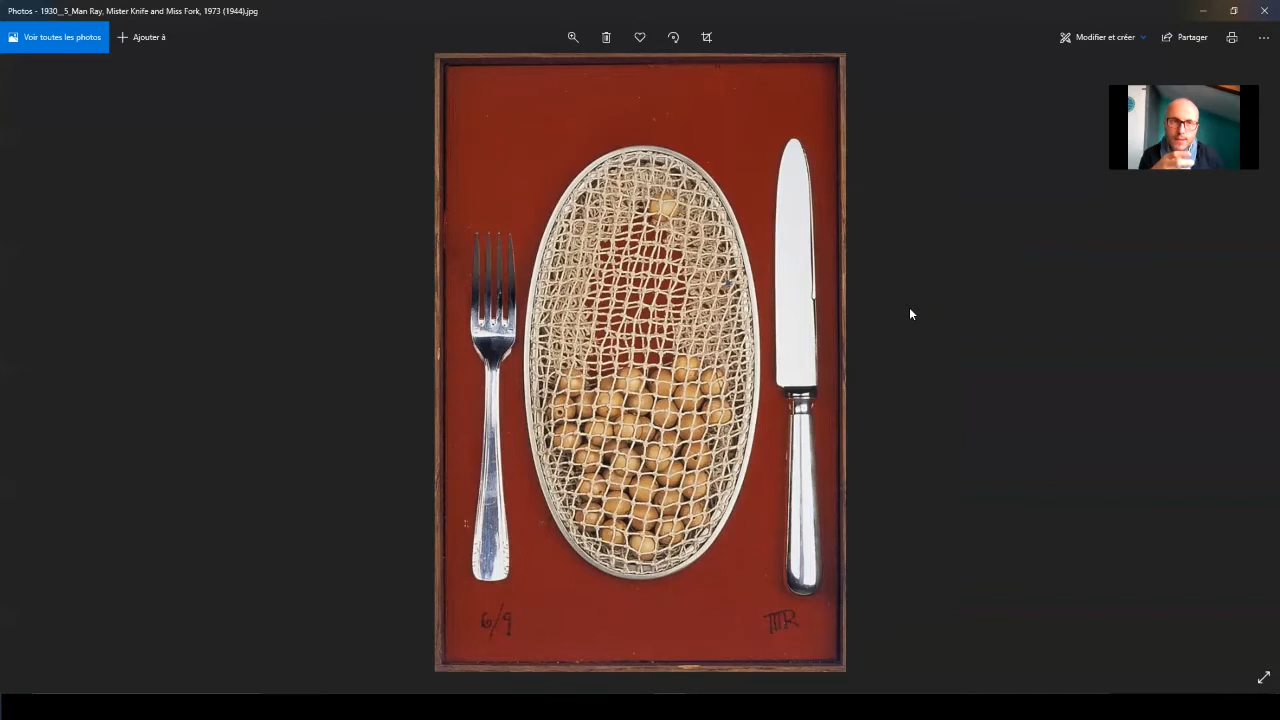 Photos - 1930__5_Man Ray, Mister Knife and Miss Fork, 1973 (1944).jpg
Voir toutes les photos
Ajouter à
Modifier et créer
Partager
6/9
MR